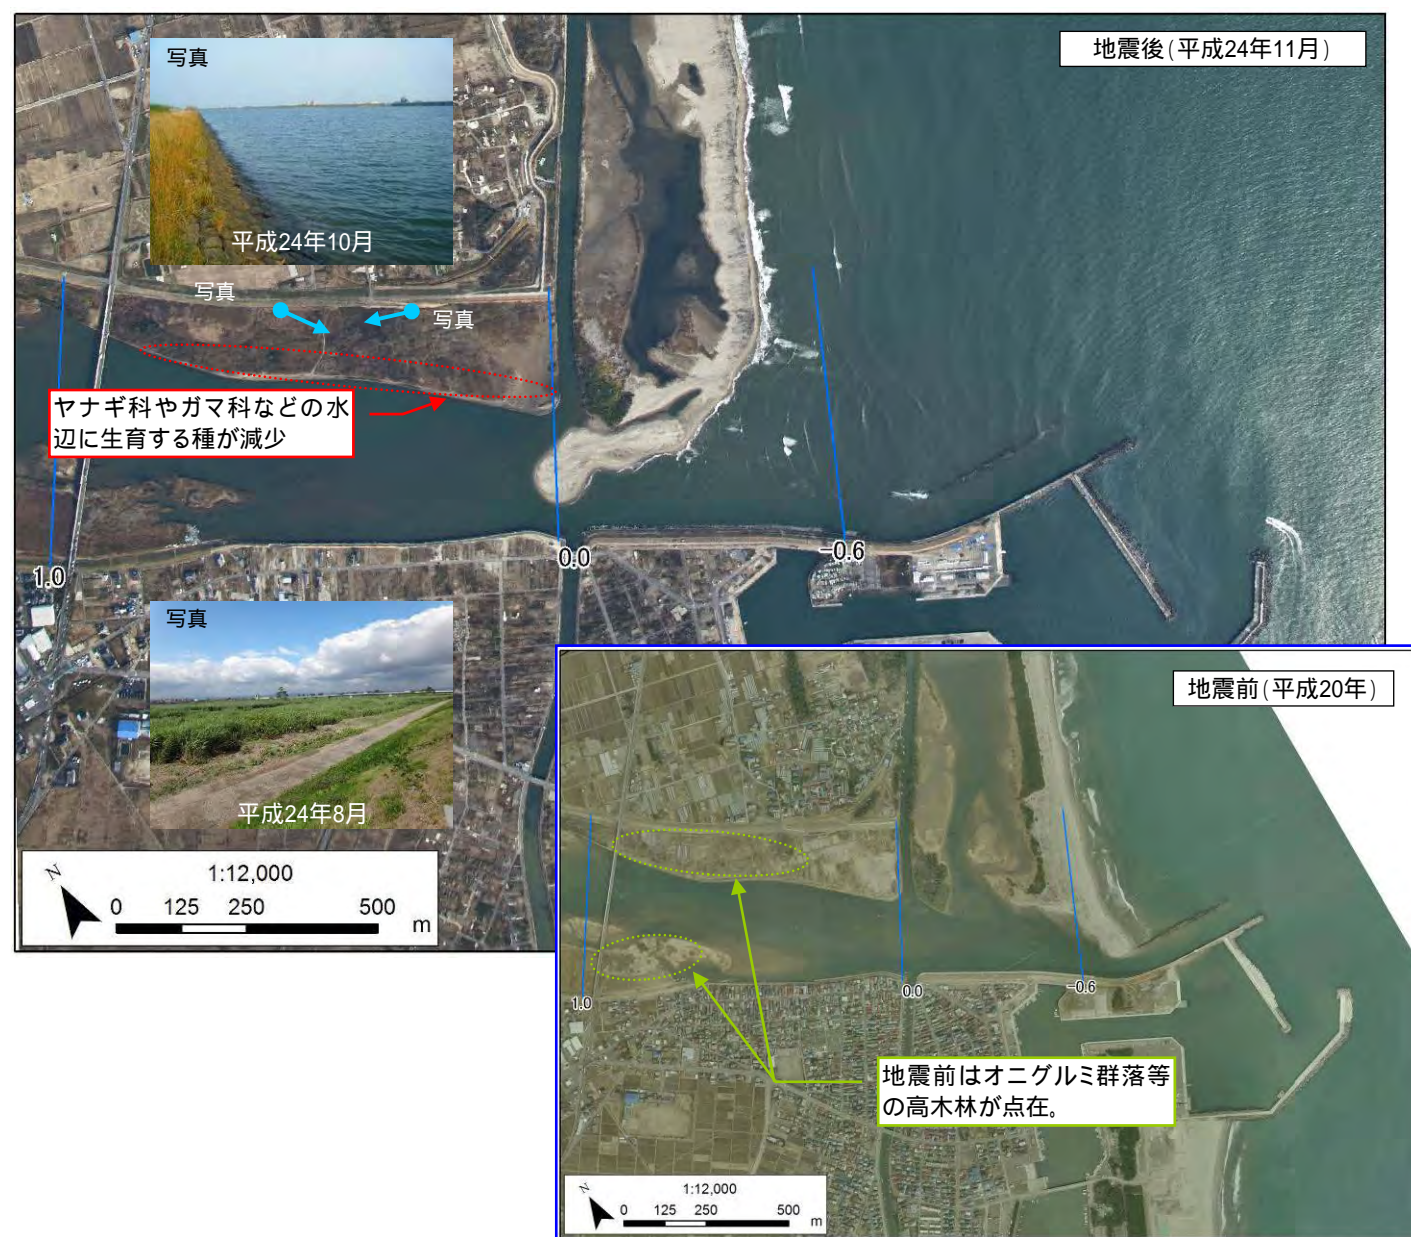 写真
地震後(平成24年11月)
平成24年10月
写真
写真
ヤナギ科やガマ科などの水
辺に生育する種が減少
1.0
0.0
-0.6
写真
平成24年8月
N
1:12,000
0 125 250 500
m
地震前(平成20年)
1.0
0.0
-0.6
地震前はオニグルミ群落等
の高木林が点在。
N
1:12,000
0 125 250 500
m